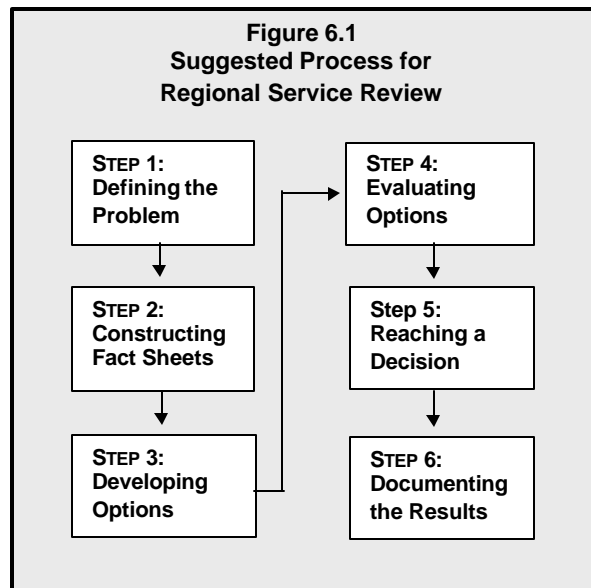 Figure 6.1
Suggested Process for
Regional Service Review
STEP 1:
Defining the
Problem
STEP 2:
Constructing
Fact Sheets
STEP 3:
Developing
Options
STEP 4:
Evaluating
Options
Step 5:
Reaching a
Decision
STEP 6:
Documenting
the Results